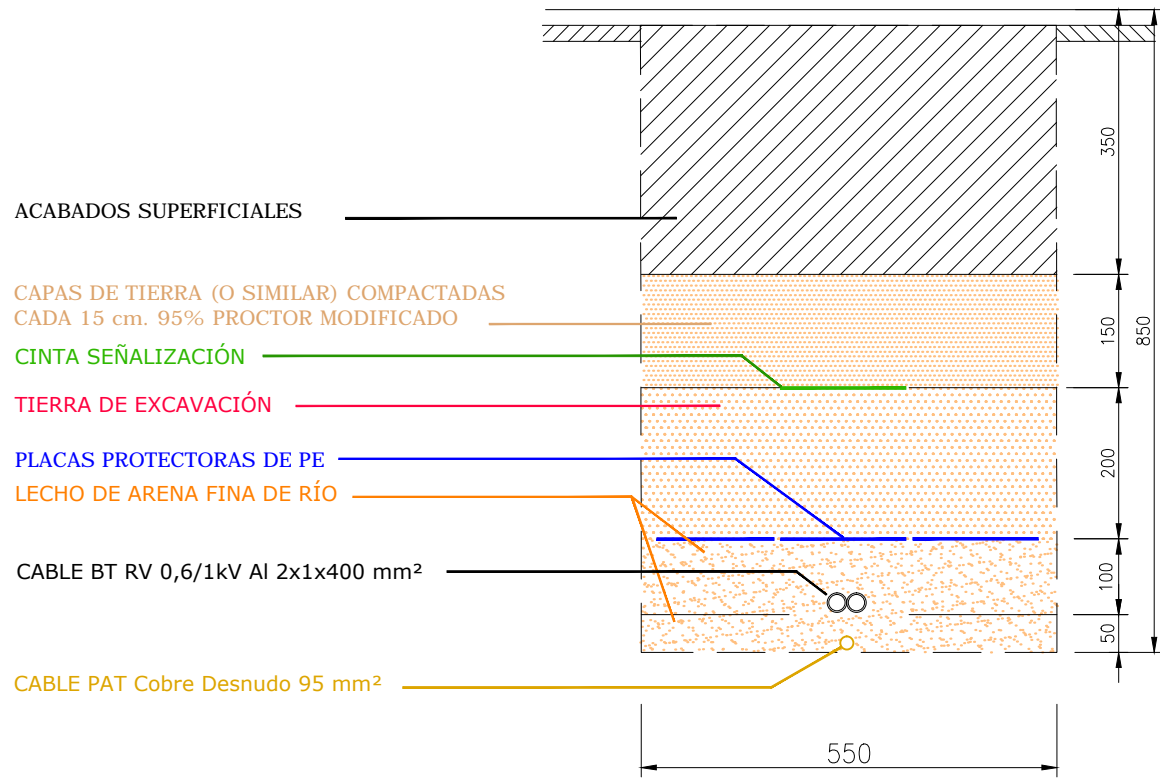 ACABADOS SUPERFICIALES
CAPAS DE TIERRA (O SIMILAR) COMPACTADAS
CADA 15 cm. 95% PROCTOR MODIFICADO
CINTA SEÑALIZACIÓN
TIERRA DE EXCAVACIÓN
PLACAS PROTECTORAS DE PE
LECHO DE ARENA FINA DE RÍO
CABLE BT RV 0,6/1kV Al 2x1x400 mm²
CABLE PAT Cobre Desnudo 95 mm²
350
150
850
200
100
50
550